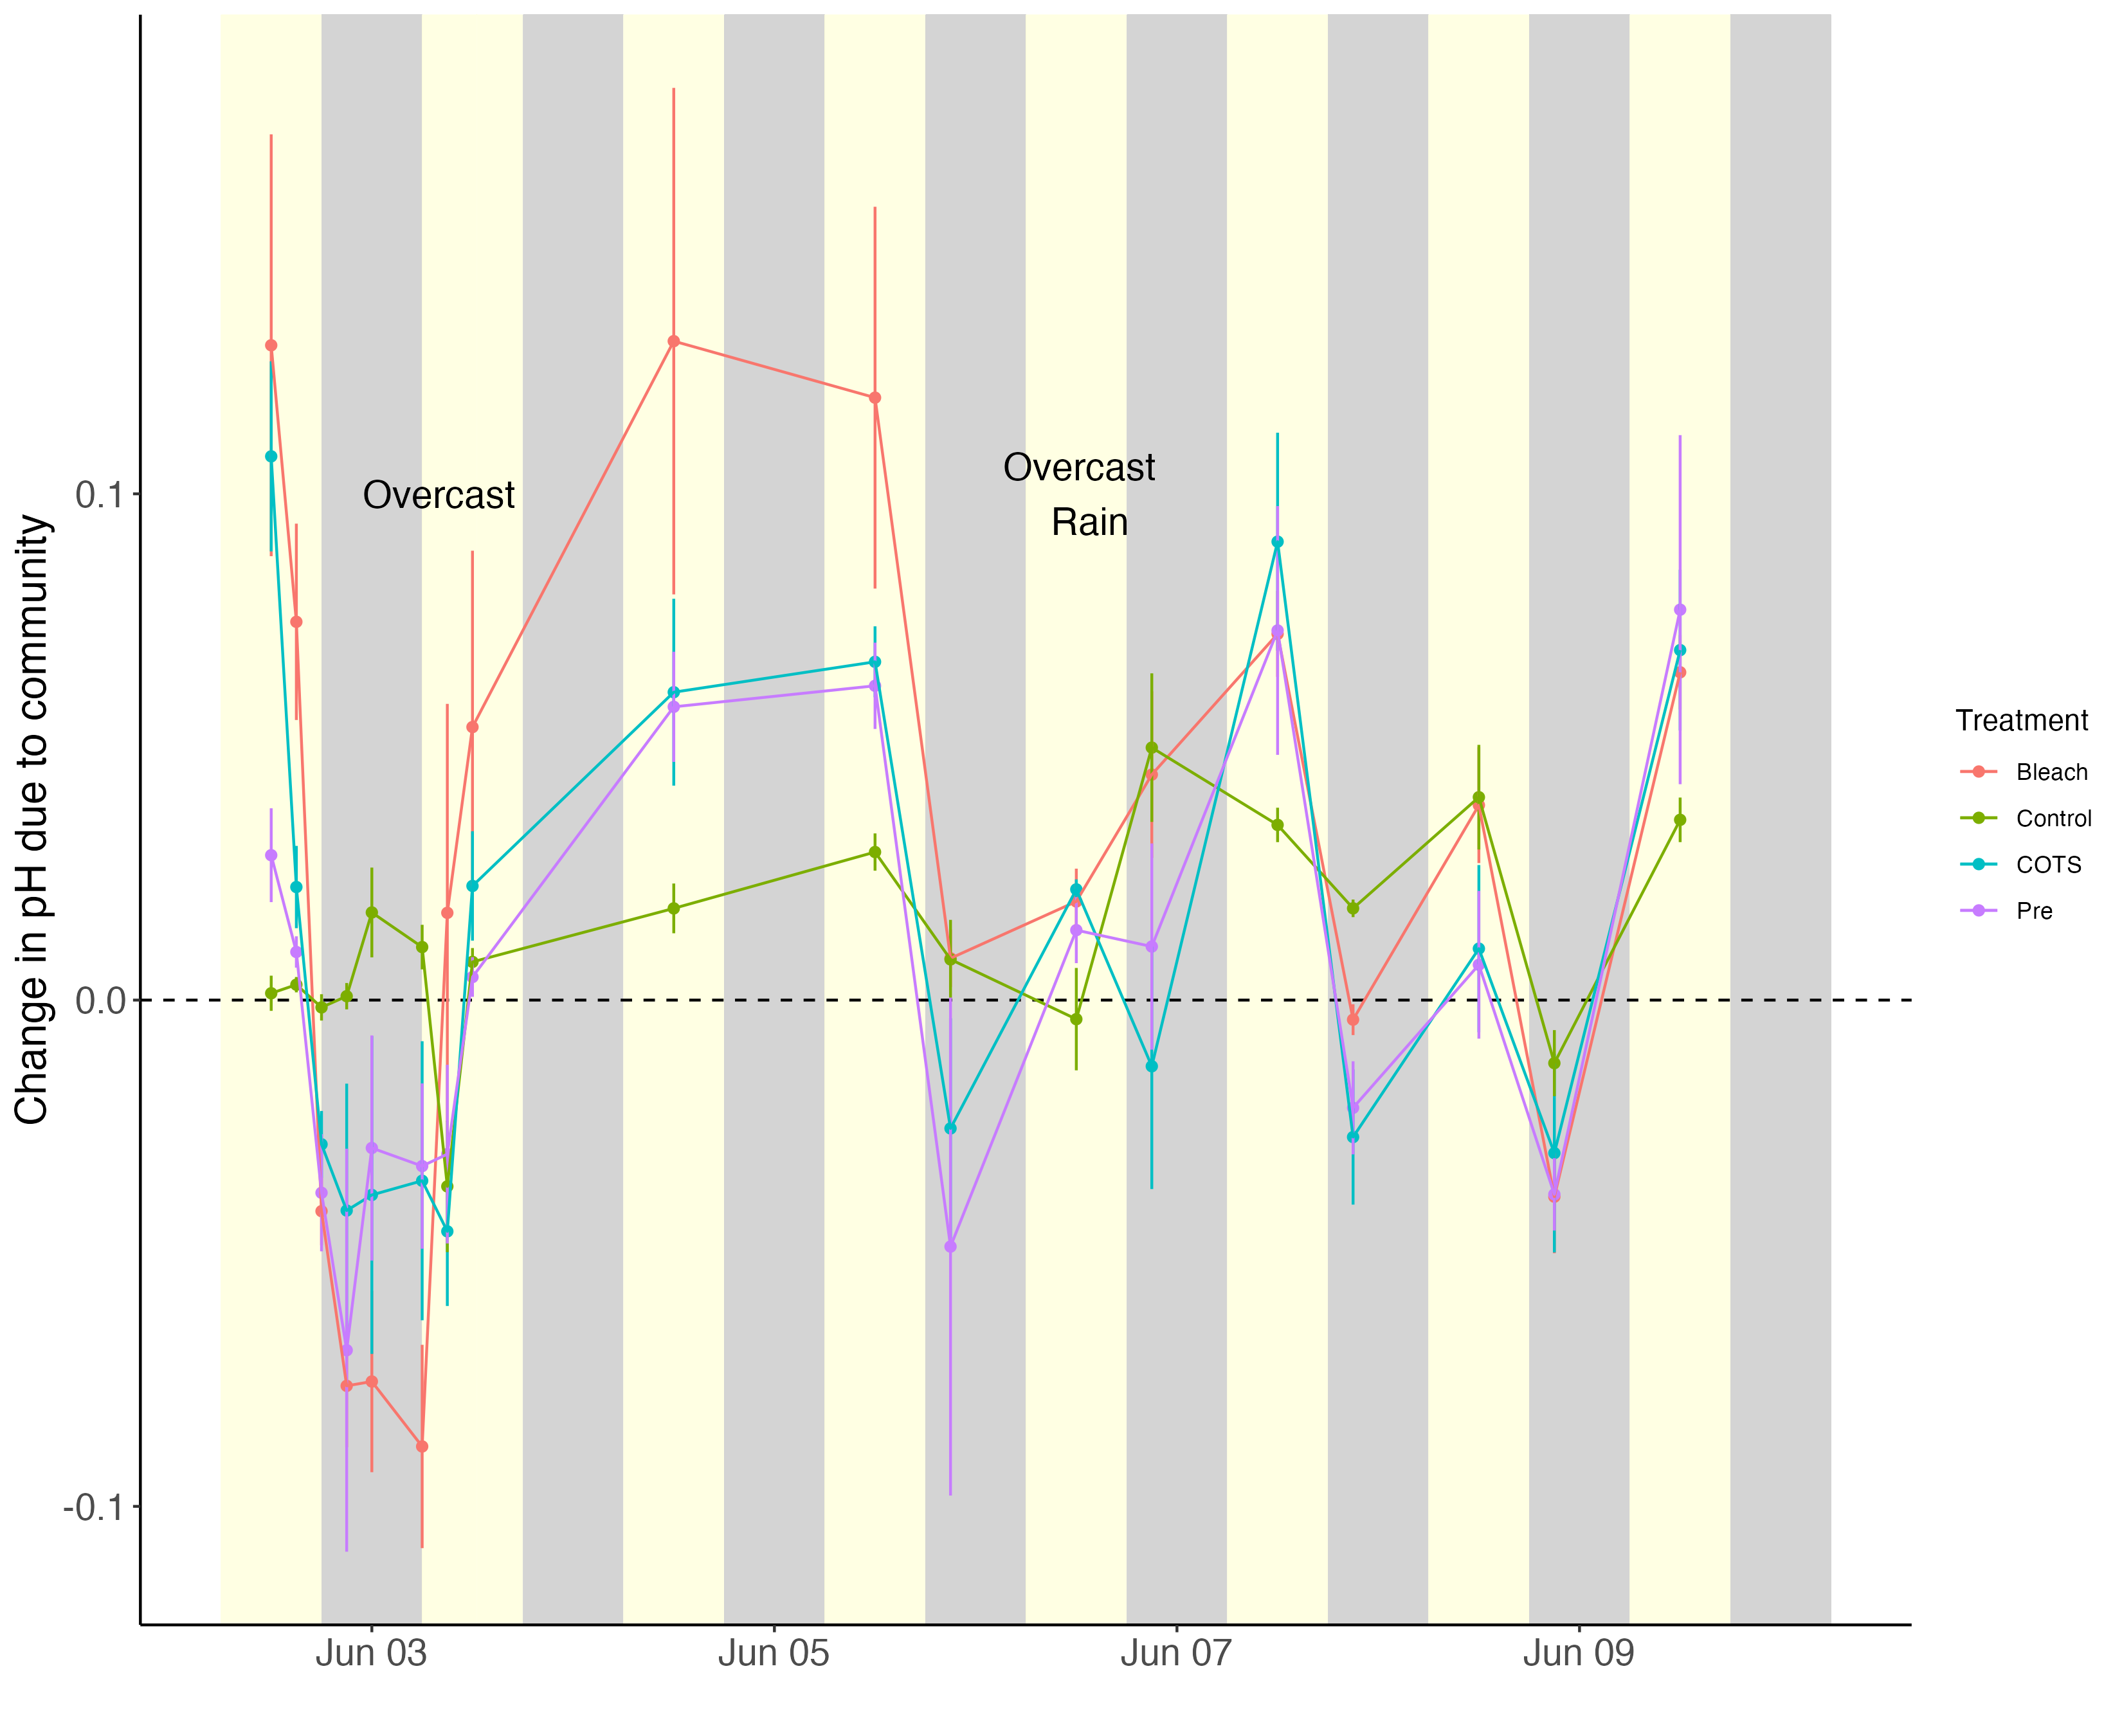 Change in pH due to community
0.1
0.0
-0.1
Overcast
Overcast
Rain
Jun 03
Jun 05
Jun 07
Jun 09
Treatment
Bleach
Control
COTS
Pre